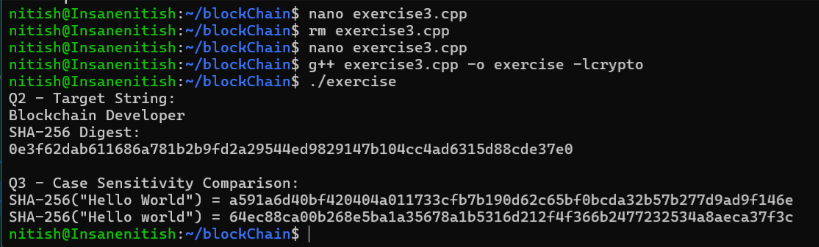 nitish@Insanenitish:~/blockChain$ nano exercise3.cpp
nitish@Insanenitish:~/blockChain$ rm exercise3.cpp
nitish@Insanenitish:~/blockChain$ nano exercise3.cpp
nitish@Insanenitish:~/blockChain$ g++ exercise3.cpp -o exercise -lcrypto
nitish@Insanenitish:~/blockChain$ ./exercise
Q2 - Target String:
Blockchain Developer
SHA-256 Digest:
0e3f62dab611686a781b2b9fd2a29544ed9829147b104cc4ad6315d88cde37e0

Q3 - Case Sensitivity Comparison:
SHA-256("Hello World") = a591a6d40bf420404a011733cfb7b190d62c65bf0bcda32b57b277d9ad9f146e
SHA-256("Hello world") = 64ec88ca00b268e5ba1a35678a1b5316d212f4f366b2477232534a8aeca37f3c
nitish@Insanenitish:~/blockChain$